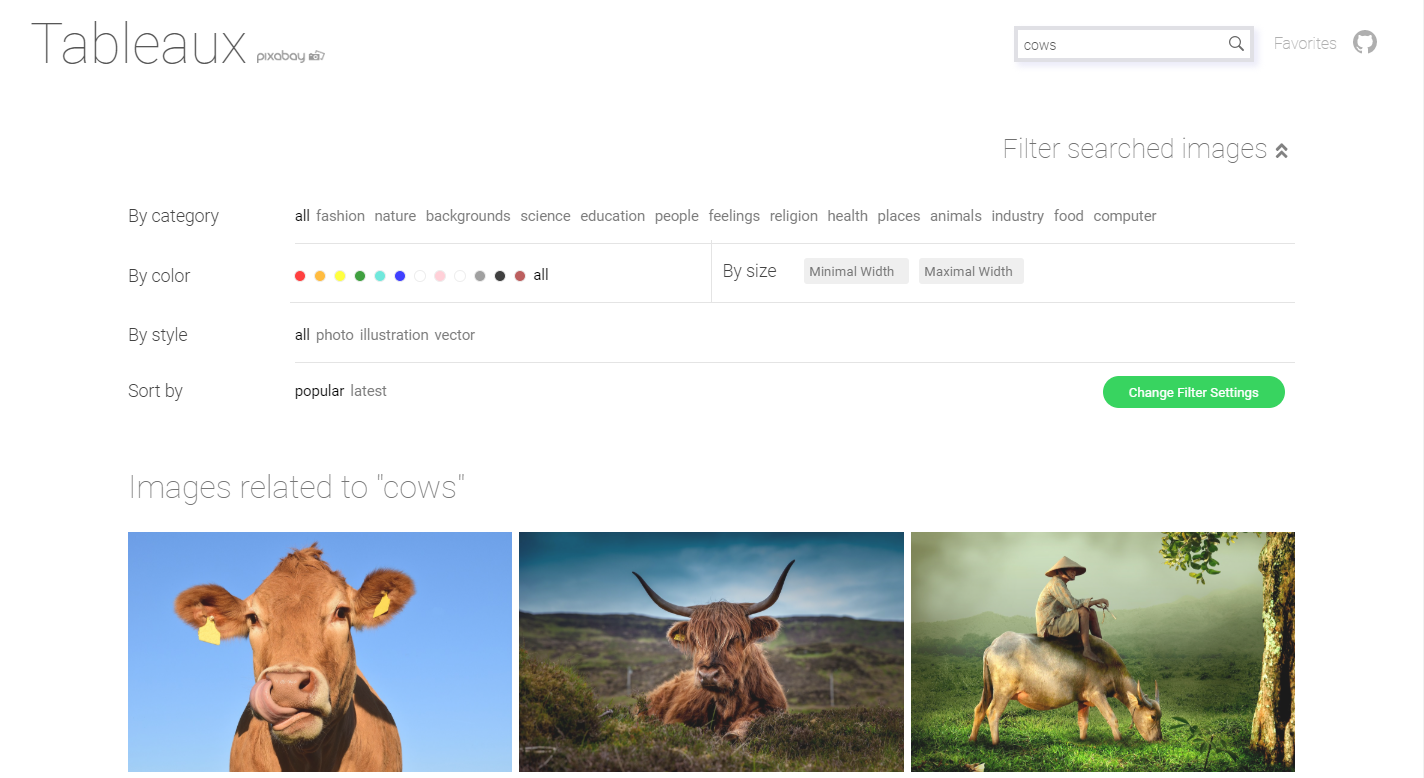 Tableaux pixabay
cows
Favorites
Filter searched images
By category
all fashion nature backgrounds science education people feelings religion health places animals industry food computer
By color
all
By size
Minimal Width
Maximal Width
By style
all photo illustration vector
Sort by
popular latest
Change Filter Settings
Images related to "cows"